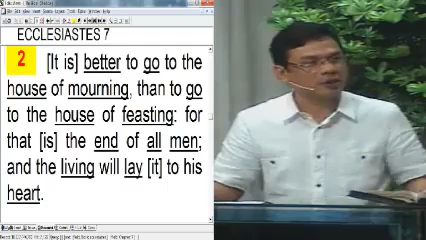 ECCLESIASTES 7
2 [It is] better to go to the
house of mourning, than to go
to the house of feasting: for
that [is] the end of all men;
and the living will lay [it] to his
heart.